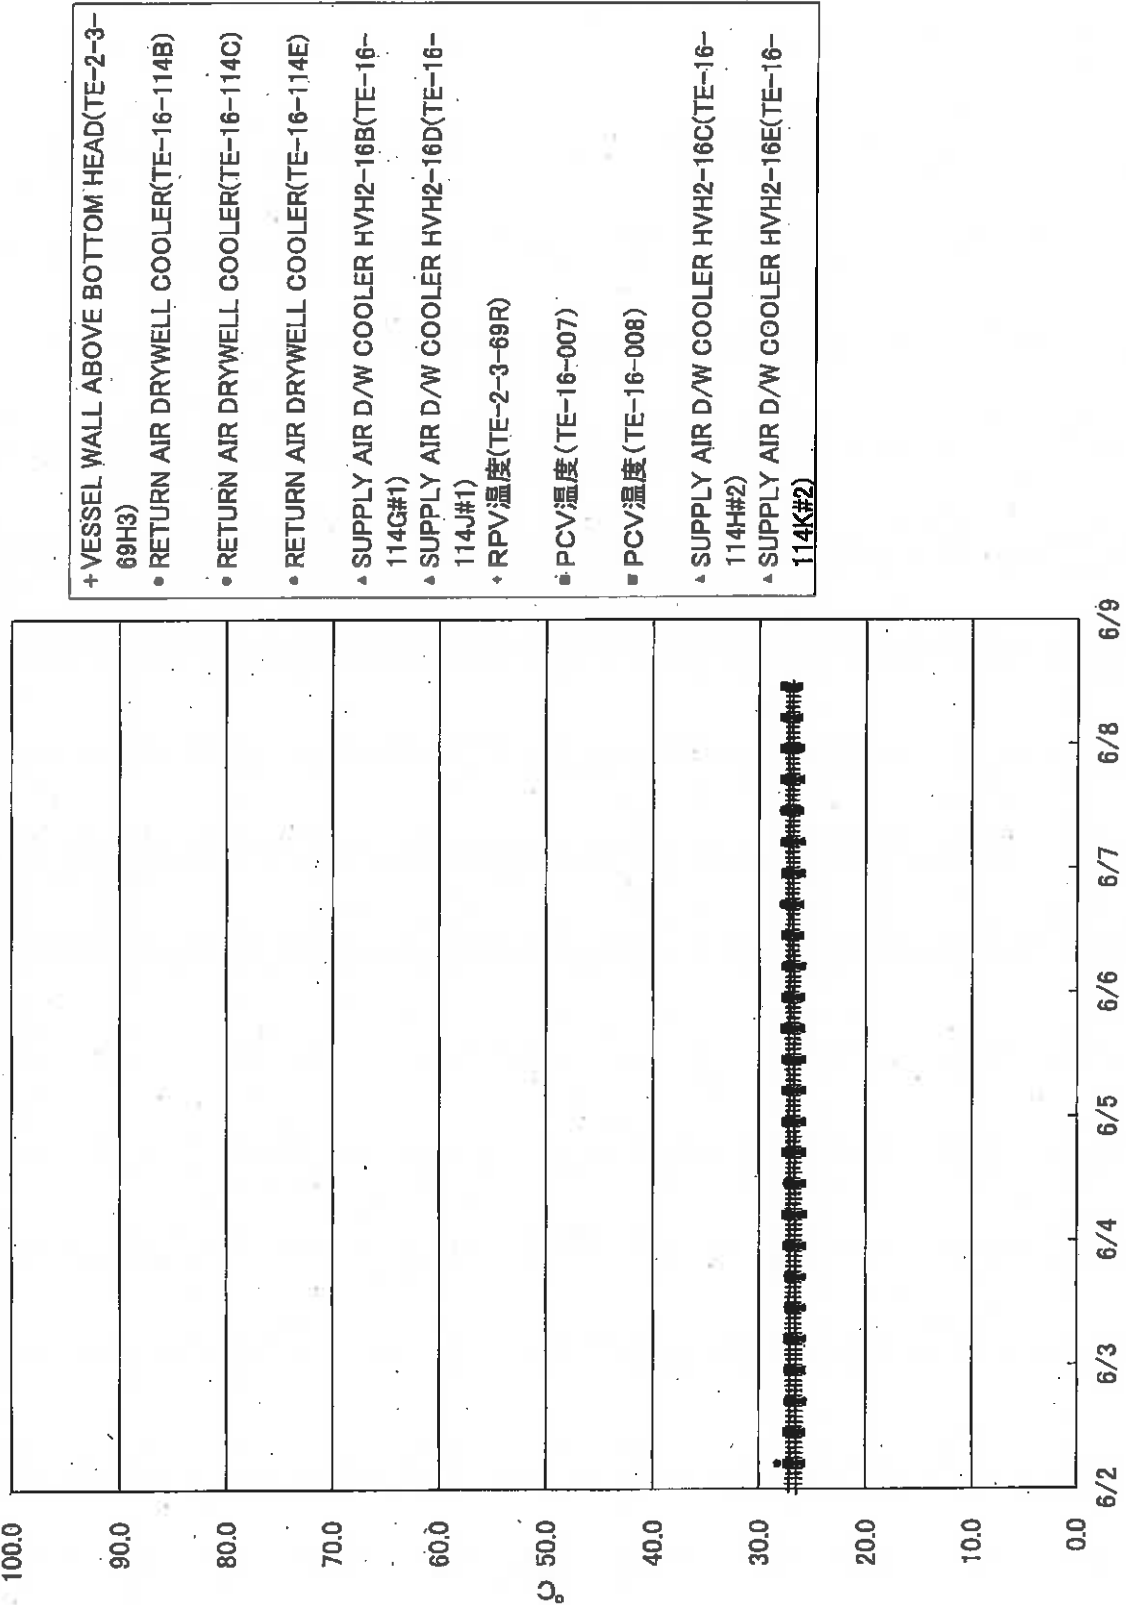 100.0
90.0
80.0
70.0
60.0
50.0
40.0
30.0
20.0
10.0
0.0
℃
6/2
6/3
6/4
6/5
6/6
6/7
6/8
6/9
+ VESSEL WALL ABOVE BOTTOM HEAD(TE-2-3-
69H3)
• RETURN AIR DRYWELL COOLER(TE-16-114B)
• RETURN AIR DRYWELL COOLER(TE-16-114C)
• RETURN AIR DRYWELL COOLER(TE-16-114E)
▲ SUPPLY AIR D/W COOLER HVH2-16B(TE-16-
114G#1)
▲ SUPPLY AIR D/W COOLER HVH2-16D(TE-16-
114J#1)
◆ RPV温度(TE-2-3-69R)
■ PCV温度(TE-16-007)
■ PCV温度(TE-16-008)
▲ SUPPLY AIR D/W COOLER HVH2-16C(TE-16-
114H#2)
▲ SUPPLY AIR D/W COOLER HVH2-16E(TE-16-
114K#2)